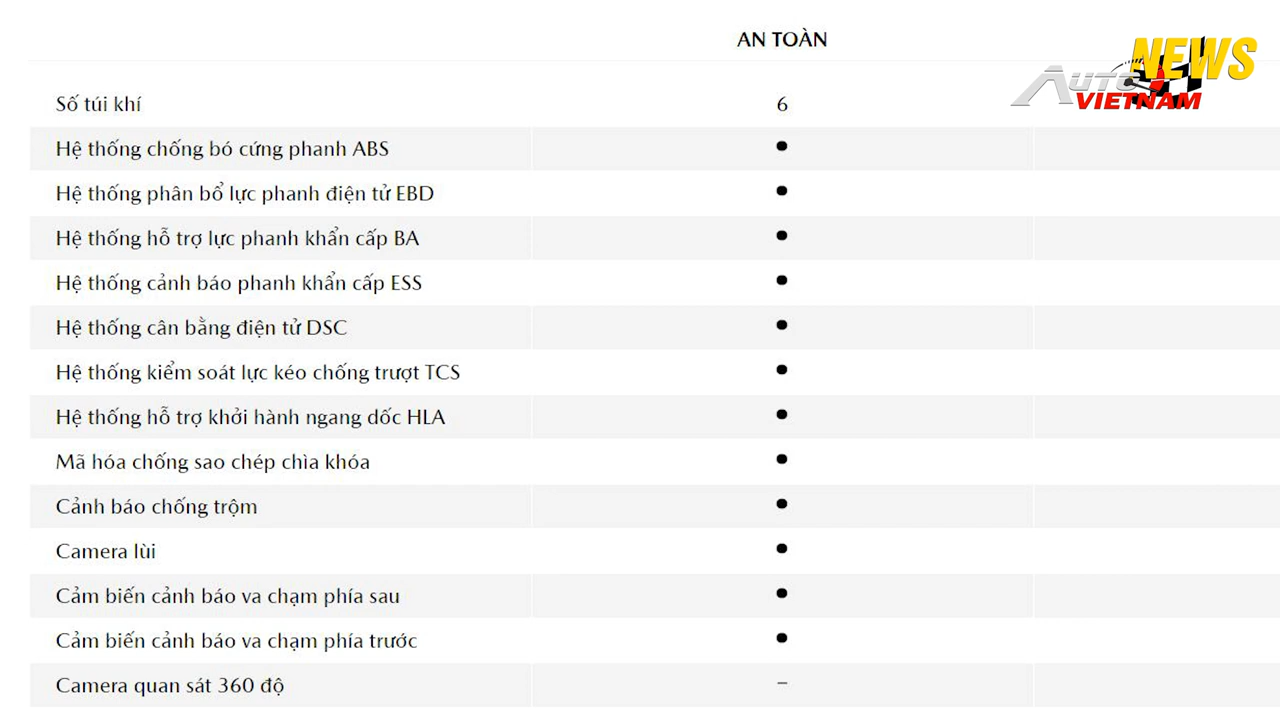 AN TOÀN
NEWS
AUTO
VIETNAM
Số túi khí 6
Hệ thống chống bó cứng phanh ABS ●
Hệ thống phân bổ lực phanh điện tử EBD ●
Hệ thống hỗ trợ lực phanh khẩn cấp BA ●
Hệ thống cảnh báo phanh khẩn cấp ESS ●
Hệ thống cân bằng điện tử DSC ●
Hệ thống kiểm soát lực kéo chống trượt TCS ●
Hệ thống hỗ trợ khởi hành ngang dốc HLA ●
Mã hóa chống sao chép chìa khóa ●
Cảnh báo chống trộm ●
Camera lùi ●
Cảm biến cảnh báo va chạm phía sau ●
Cảm biến cảnh báo va chạm phía trước ●
Camera quan sát 360 độ –